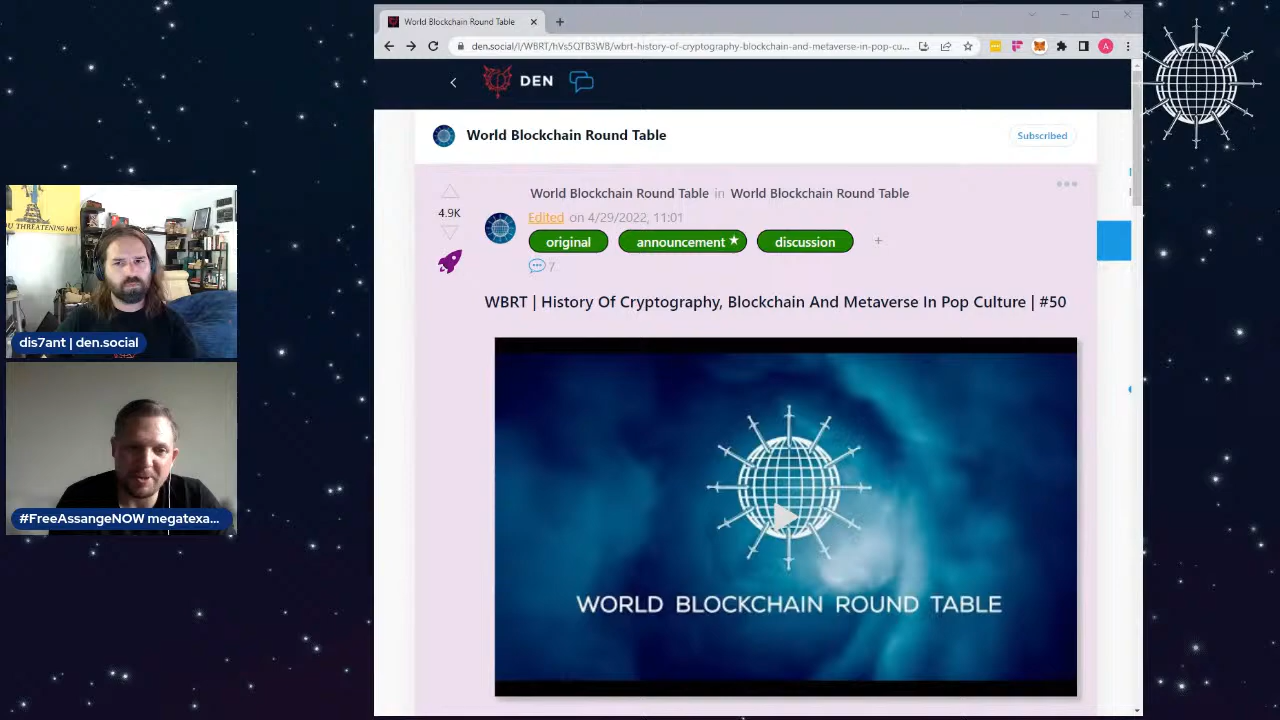 World Blockchain Round Table
den.social/l/WBRT/hVs5QTB3WB/wbrt-history-of-cryptography-blockchain-and-metaverse-in-pop-cu...
A
DEN
World Blockchain Round Table
Subscribed
World Blockchain Round Table in World Blockchain Round Table
4.9K
Edited on 4/29/2022, 11:01
original
announcement
discussion
+
7
WBRT | History Of Cryptography, Blockchain And Metaverse In Pop Culture | #50
WORLD BLOCKCHAIN ROUND TABLE
THREATENING ME
dis7ant | den.social
#FreeAssangeNOW megatexa...